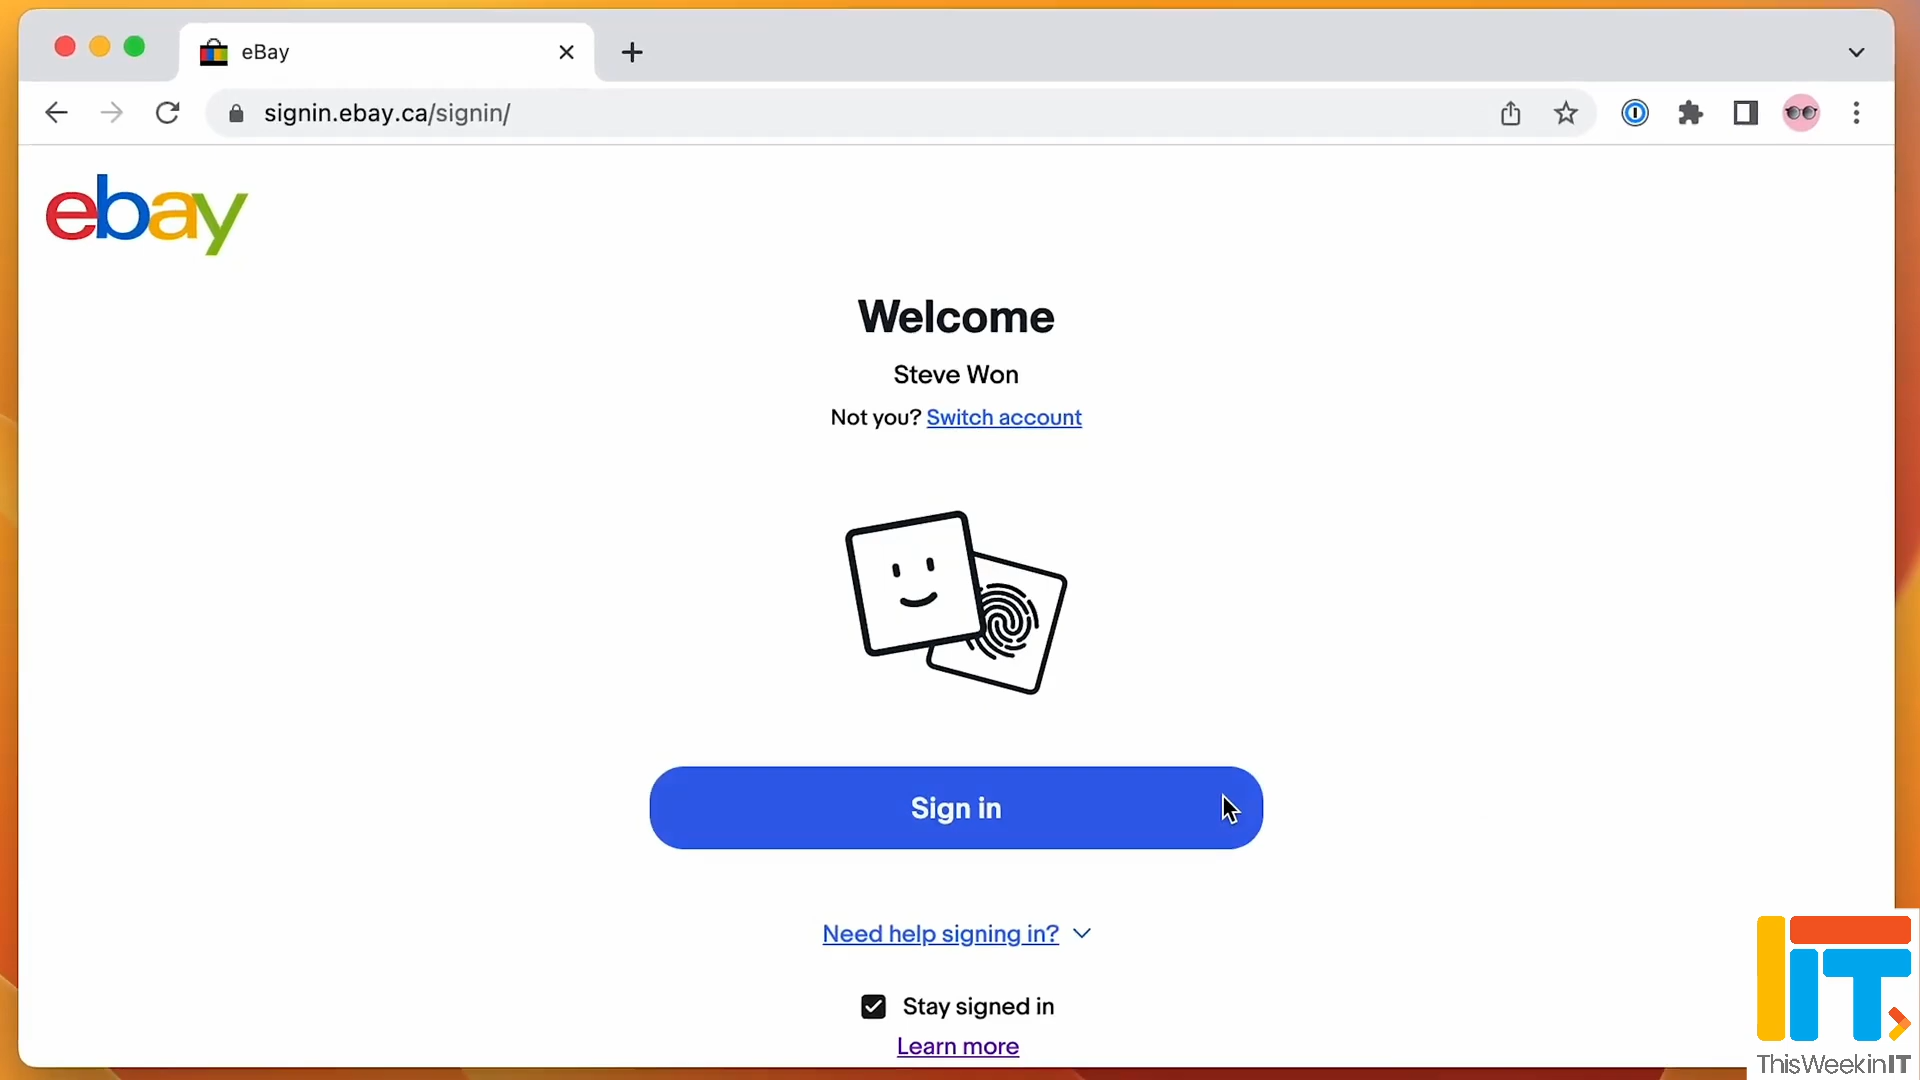 eBay
signin.ebay.ca/signin/
ebay
Welcome
Steve Won
Not you? Switch account
Sign in
Need help signing in?
Stay signed in
Learn more
IIT
ThisWeekinIT